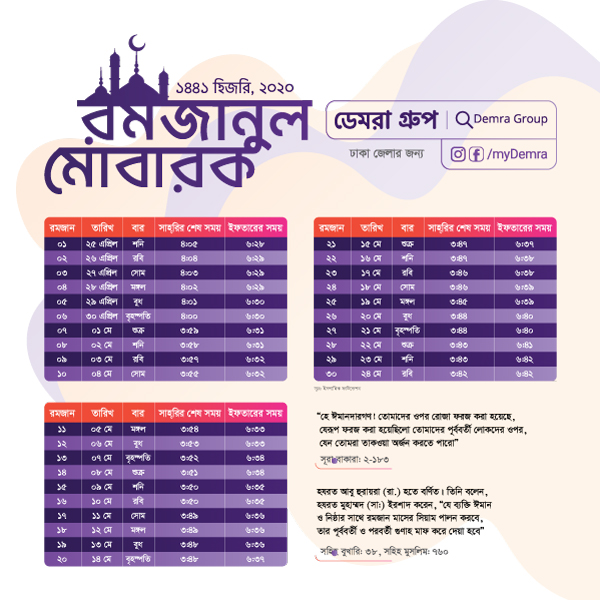 ১৪৪১ হিজরি, ২০২০
রমজানুল
মোবারক
ডেমরা গ্রুপ
Demra Group
ঢাকা জেলার জন্য
/myDemra
রমজান তারিখ বার সাহ্‌রির শেষ সময় ইফতারের সময়
০১ ২৫ এপ্রিল শনি ৪:০৫ ৬:২৮
০২ ২৬ এপ্রিল রবি ৪:০৪ ৬:২৯
০৩ ২৭ এপ্রিল সোম ৪:০৩ ৬:২৯
০৪ ২৮ এপ্রিল মঙ্গল ৪:০২ ৬:২৯
০৫ ২৯ এপ্রিল বুধ ৪:০১ ৬:৩০
০৬ ৩০ এপ্রিল বৃহস্পতি ৪:০০ ৬:৩০
০৭ ০১ মে শুক্র ৩:৫৯ ৬:৩১
০৮ ০২ মে শনি ৩:৫৮ ৬:৩১
০৯ ০৩ মে রবি ৩:৫৭ ৬:৩২
১০ ০৪ মে সোম ৩:৫৫ ৬:৩২
রমজান তারিখ বার সাহ্‌রির শেষ সময় ইফতারের সময়
১১ ০৫ মে মঙ্গল ৩:৫৪ ৬:৩৩
১২ ০৬ মে বুধ ৩:৫৩ ৬:৩৩
১৩ ০৭ মে বৃহস্পতি ৩:৫২ ৬:৩৪
১৪ ০৮ মে শুক্র ৩:৫১ ৬:৩৪
১৫ ০৯ মে শনি ৩:৫০ ৬:৩৫
১৬ ১০ মে রবি ৩:৫০ ৬:৩৫
১৭ ১১ মে সোম ৩:৪৯ ৬:৩৬
১৮ ১২ মে মঙ্গল ৩:৪৯ ৬:৩৬
১৯ ১৩ মে বুধ ৩:৪৮ ৬:৩৬
২০ ১৪ মে বৃহস্পতি ৩:৪৮ ৬:৩৭
রমজান তারিখ বার সাহ্‌রির শেষ সময় ইফতারের সময়
২১ ১৫ মে শুক্র ৩:৪৭ ৬:৩৭
২২ ১৬ মে শনি ৩:৪৭ ৬:৩৮
২৩ ১৭ মে রবি ৩:৪৬ ৬:৩৮
২৪ ১৮ মে সোম ৩:৪৬ ৬:৩৯
২৫ ১৯ মে মঙ্গল ৩:৪৫ ৬:৩৯
২৬ ২০ মে বুধ ৩:৪৪ ৬:৪০
২৭ ২১ মে বৃহস্পতি ৩:৪৪ ৬:৪০
২৮ ২২ মে শুক্র ৩:৪৩ ৬:৪১
২৯ ২৩ মে শনি ৩:৪৩ ৬:৪২
৩০ ২৪ মে রবি ৩:৪২ ৬:৪২
“হে ঈমানদারগণ! তোমাদের ওপর রোজা ফরজ করা হয়েছে,
যেরূপ ফরজ করা হয়েছিলো তোমাদের পূর্ববর্তী লোকদের ওপর,
যেন তোমরা তাকওয়া অর্জন করতে পারো”
সূরা বাকারা: ২-১৮৩
হযরত আবু হুরায়রা (রা.) হতে বর্ণিত। তিনি বলেন,
হযরত মুহাম্মদ (সা:) ইরশাদ করেন, “যে ব্যক্তি ঈমান
ও নিষ্ঠার সাথে রমজান মাসের সিয়াম পালন করবে,
তার পূর্ববর্তী ও পরবর্তী গুণাহ মাফ করে দেয়া হবে”
সহিহ বুখারি: ৩৮, সহিহ মুসলিম: ৭৬০